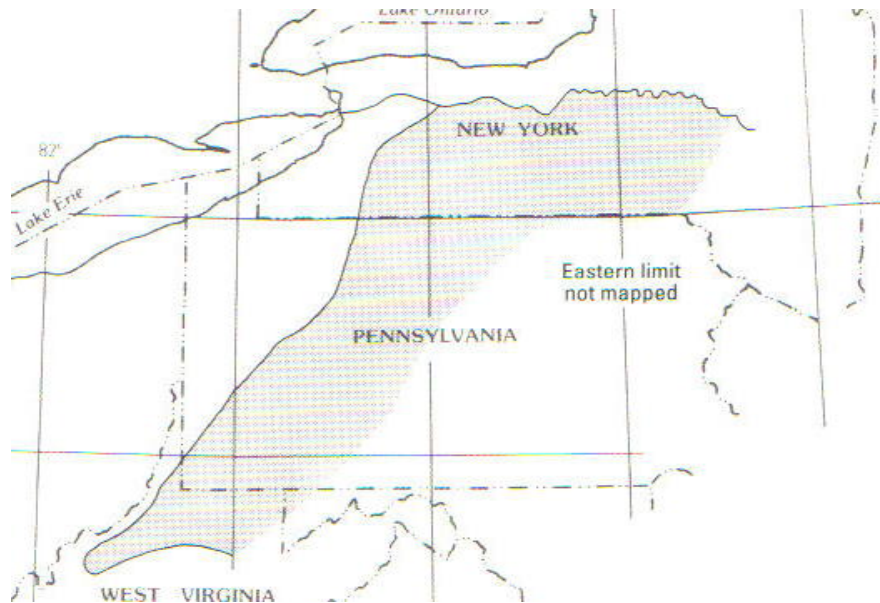 Lake Ontario
NEW YORK
82°
Lake Erie
Eastern limit
not mapped
PENNSYLVANIA
WEST VIRGINIA